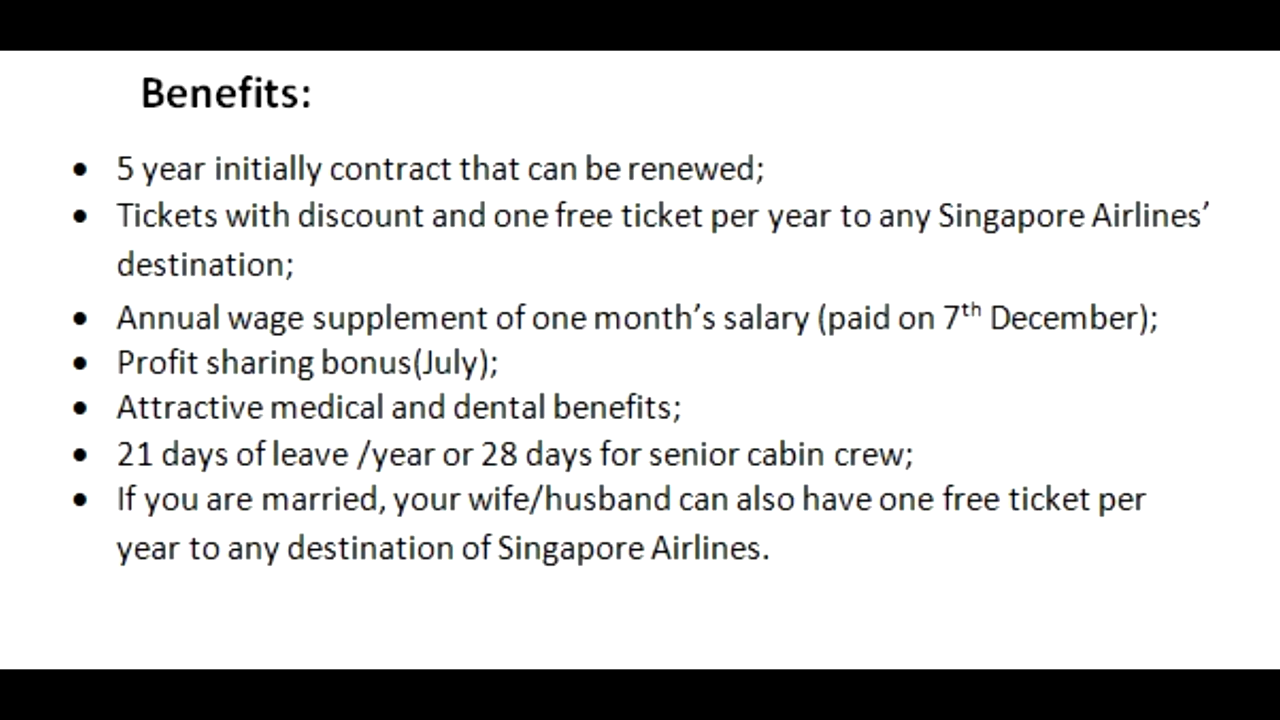 Benefits:
• 5 year initially contract that can be renewed;
• Tickets with discount and one free ticket per year to any Singapore Airlines’
destination;
• Annual wage supplement of one month’s salary (paid on 7th December);
• Profit sharing bonus(July);
• Attractive medical and dental benefits;
• 21 days of leave /year or 28 days for senior cabin crew;
• If you are married, your wife/husband can also have one free ticket per
year to any destination of Singapore Airlines.